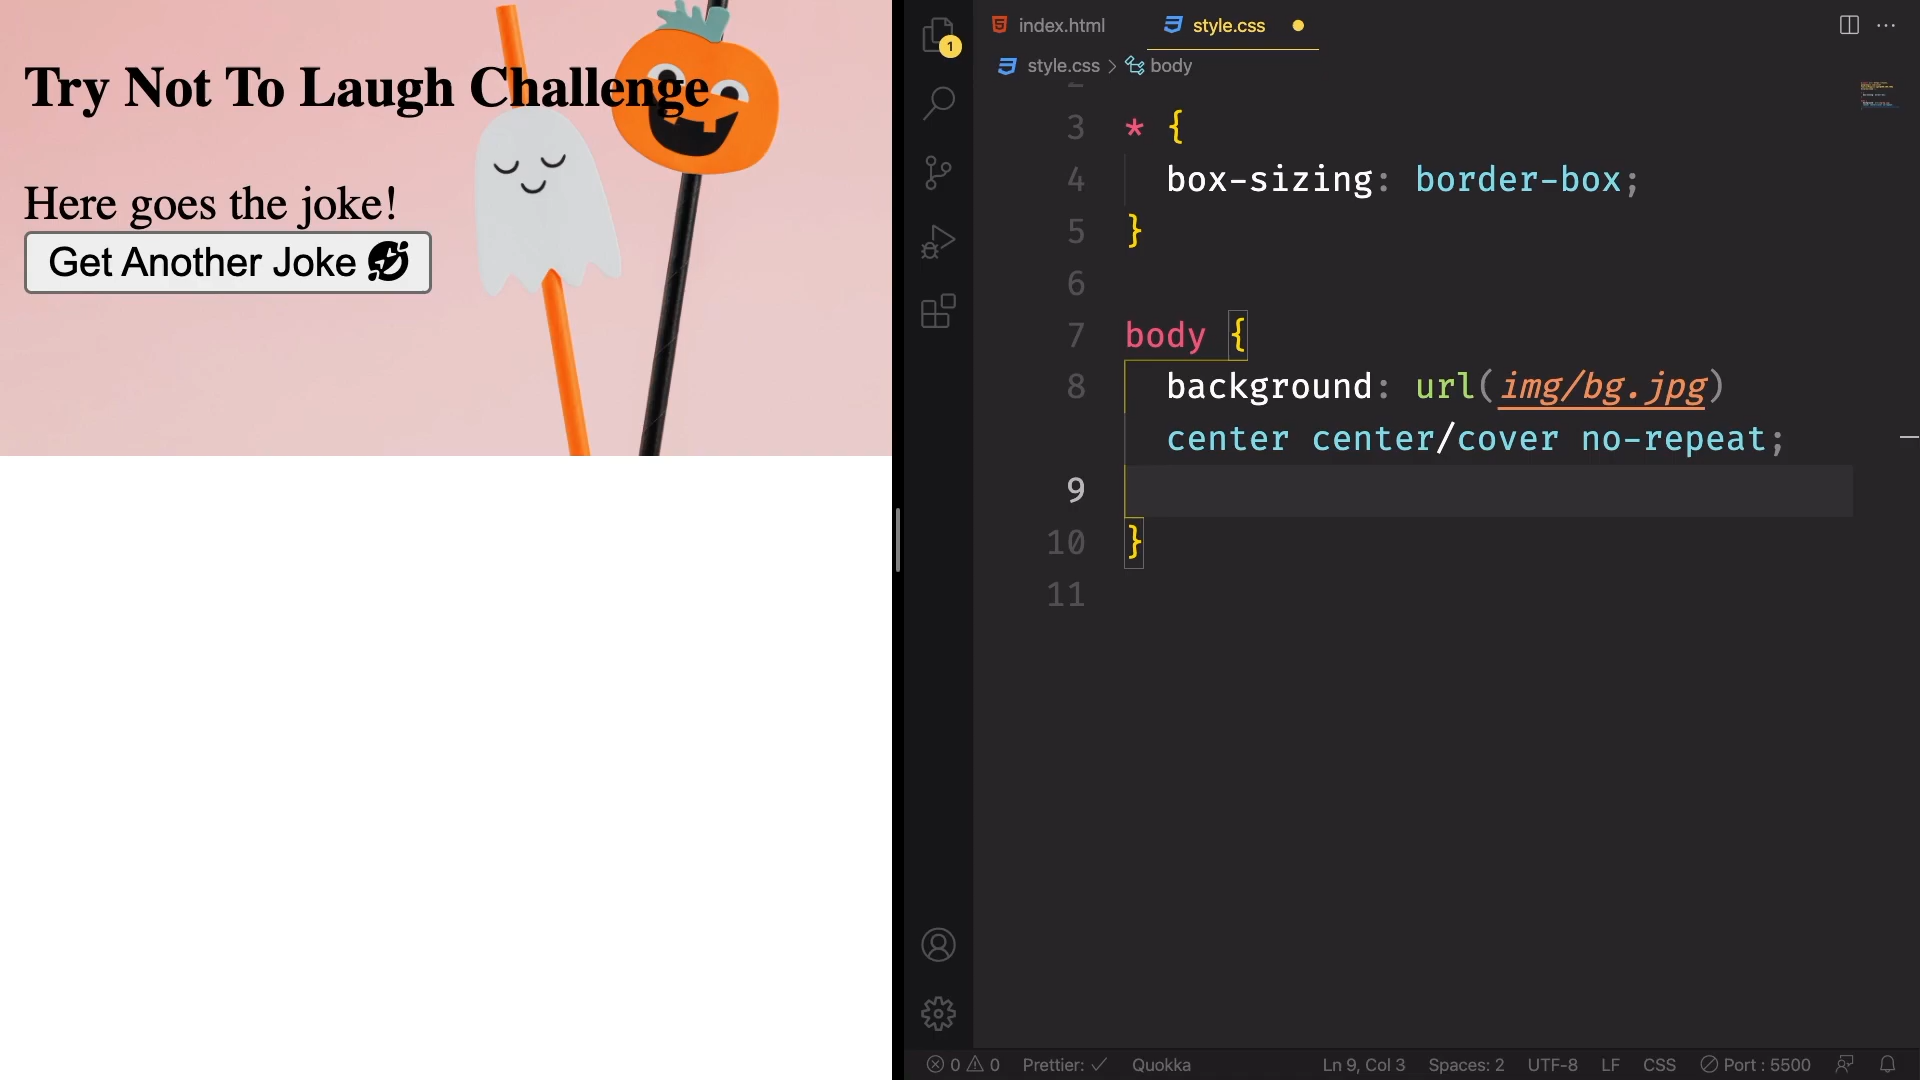 Try Not To Laugh Challenge
Here goes the joke!
Get Another Joke
1
index.html
style.css
style.css > body
3 * {
4 box-sizing: border-box;
5 }
6
7 body {
8 background: url(img/bg.jpg)
center center/cover no-repeat;
9
10 }
11
0 0 Prettier: ✓ Quokka Ln 9, Col 3 Spaces: 2 UTF-8 LF CSS Port : 5500